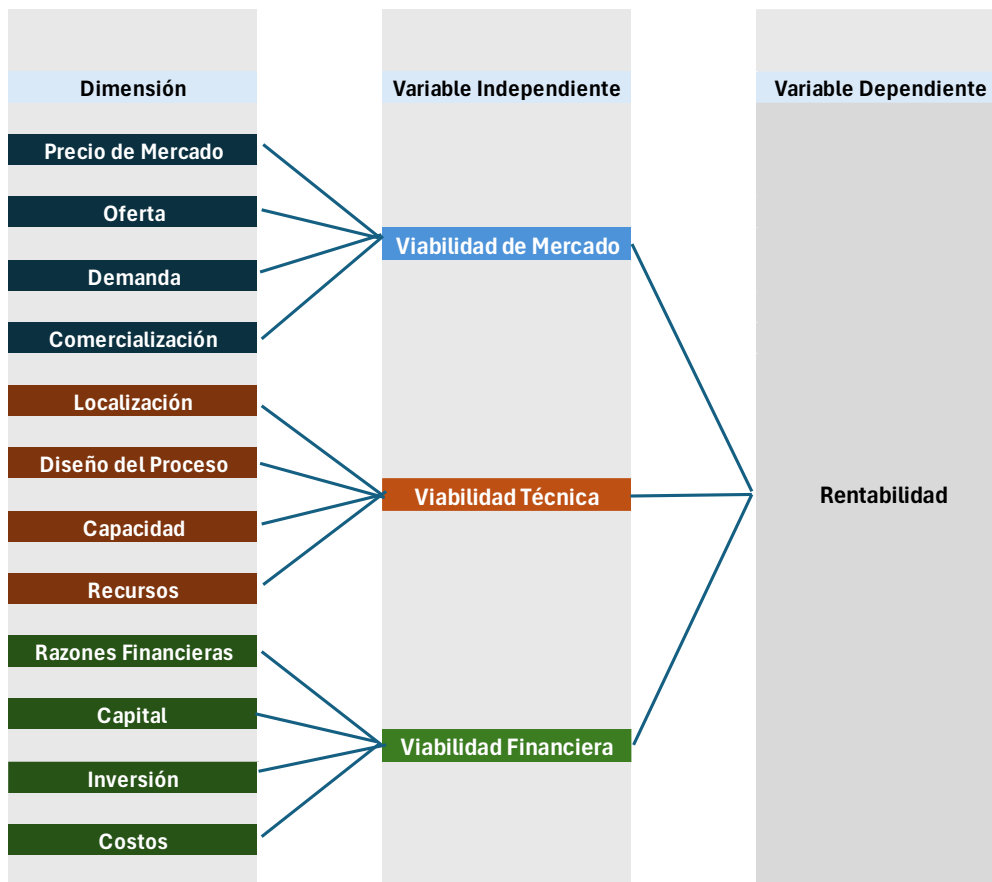 Dimensión
Variable Independiente
Variable Dependiente
Precio de Mercado
Oferta
Demanda
Comercialización
Viabilidad de Mercado
Localización
Diseño del Proceso
Capacidad
Recursos
Viabilidad Técnica
Razones Financieras
Capital
Inversión
Costos
Viabilidad Financiera
Rentabilidad